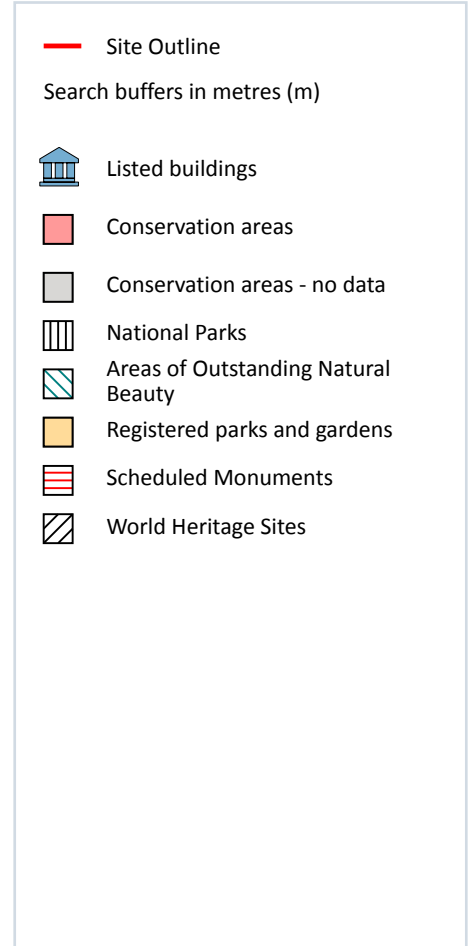 Site Outline
Search buffers in metres (m)
Listed buildings
Conservation areas
Conservation areas - no data
National Parks
Areas of Outstanding Natural
Beauty
Registered parks and gardens
Scheduled Monuments
World Heritage Sites